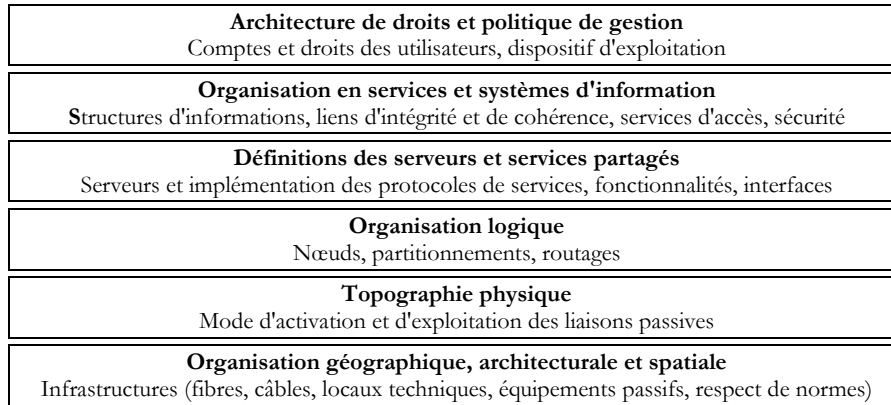 Architecture de droits et politique de gestion
Comptes et droits des utilisateurs, dispositif d'exploitation
Organisation en services et systèmes d'information
Structures d'informations, liens d'intégrité et de cohérence, services d'accès, sécurité
Définitions des serveurs et services partagés
Serveurs et implémentation des protocoles de services, fonctionnalités, interfaces
Organisation logique
Nœuds, partitionnements, routages
Topographie physique
Mode d'activation et d'exploitation des liaisons passives
Organisation géographique, architecturale et spatiale
Infrastructures (fibres, câbles, locaux techniques, équipements passifs, respect de normes)